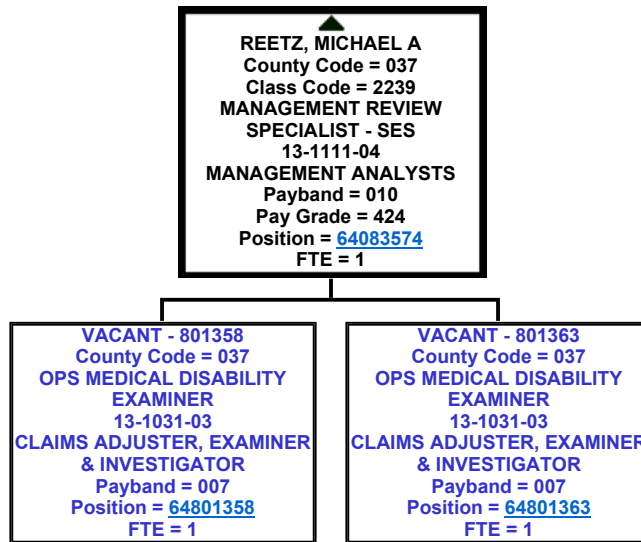 REETZ, MICHAEL A
County Code = 037
Class Code = 2239
MANAGEMENT REVIEW
SPECIALIST - SES
13-1111-04
MANAGEMENT ANALYSTS
Payband = 010
Pay Grade = 424
Position = 64083574
FTE = 1
VACANT - 801358
County Code = 037
OPS MEDICAL DISABILITY
EXAMINER
13-1031-03
CLAIMS ADJUSTER, EXAMINER
& INVESTIGATOR
Payband = 007
Position = 64801358
FTE = 1
VACANT - 801363
County Code = 037
OPS MEDICAL DISABILITY
EXAMINER
13-1031-03
CLAIMS ADJUSTER, EXAMINER
& INVESTIGATOR
Payband = 007
Position = 64801363
FTE = 1